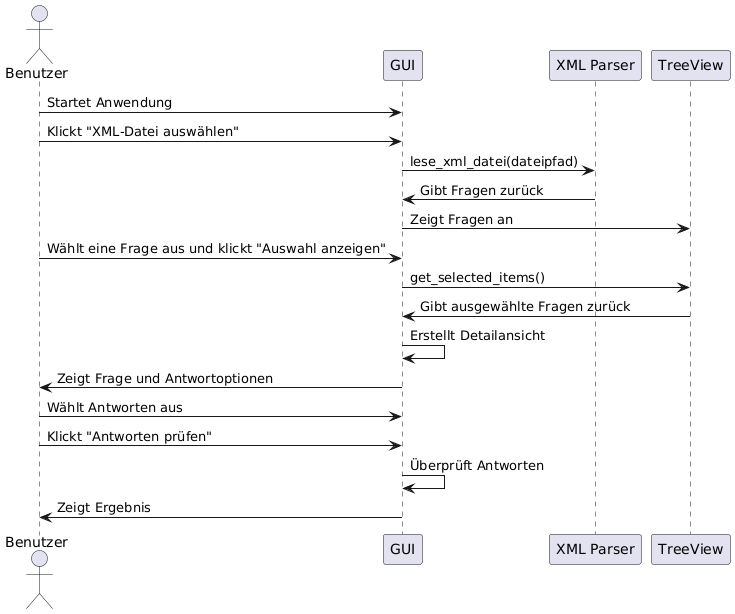 Benutzer
GUI
XML Parser
TreeView
Startet Anwendung
Klickt "XML-Datei auswählen"
lese_xml_datei(dateipfad)
Gibt Fragen zurück
Zeigt Fragen an
Wählt eine Frage aus und klickt "Auswahl anzeigen"
get_selected_items()
Gibt ausgewählte Fragen zurück
Erstellt Detailansicht
Zeigt Frage und Antwortoptionen
Wählt Antworten aus
Klickt "Antworten prüfen"
Überprüft Antworten
Zeigt Ergebnis
Benutzer
GUI
XML Parser
TreeView